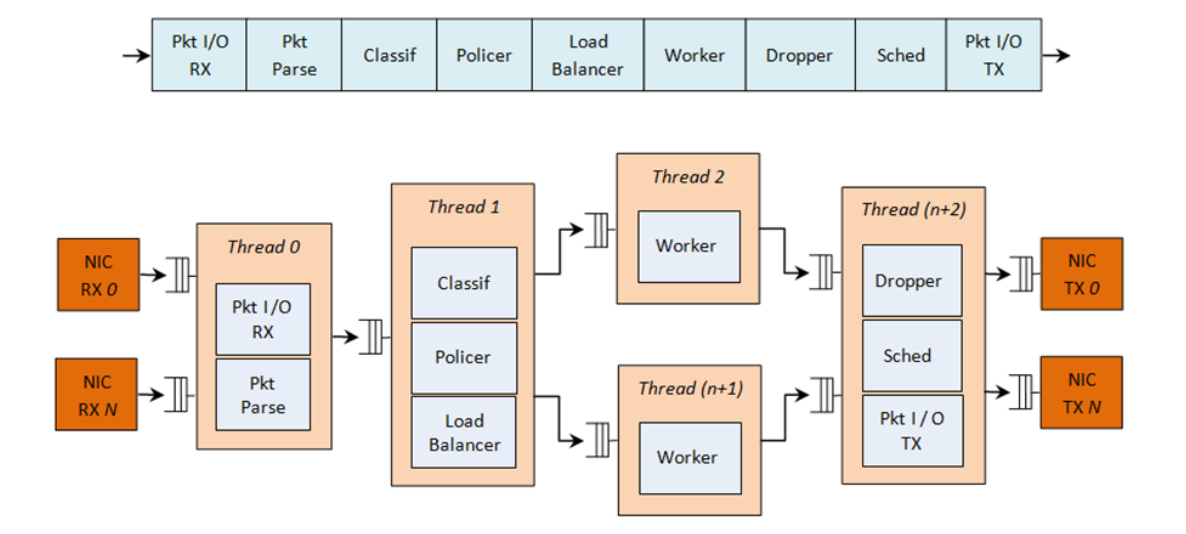 Pkt I/O
RX
Pkt
Parse
Classif
Policer
Load
Balancer
Worker
Dropper
Sched
Pkt I/O
TX
NIC
RX 0
NIC
RX N
Thread 0
Pkt I/O
RX
Pkt
Parse
Thread 1
Classif
Policer
Load
Balancer
Thread 2
Worker
Thread (n+1)
Worker
Thread (n+2)
Dropper
Sched
Pkt I / O
TX
NIC
TX 0
NIC
TX N